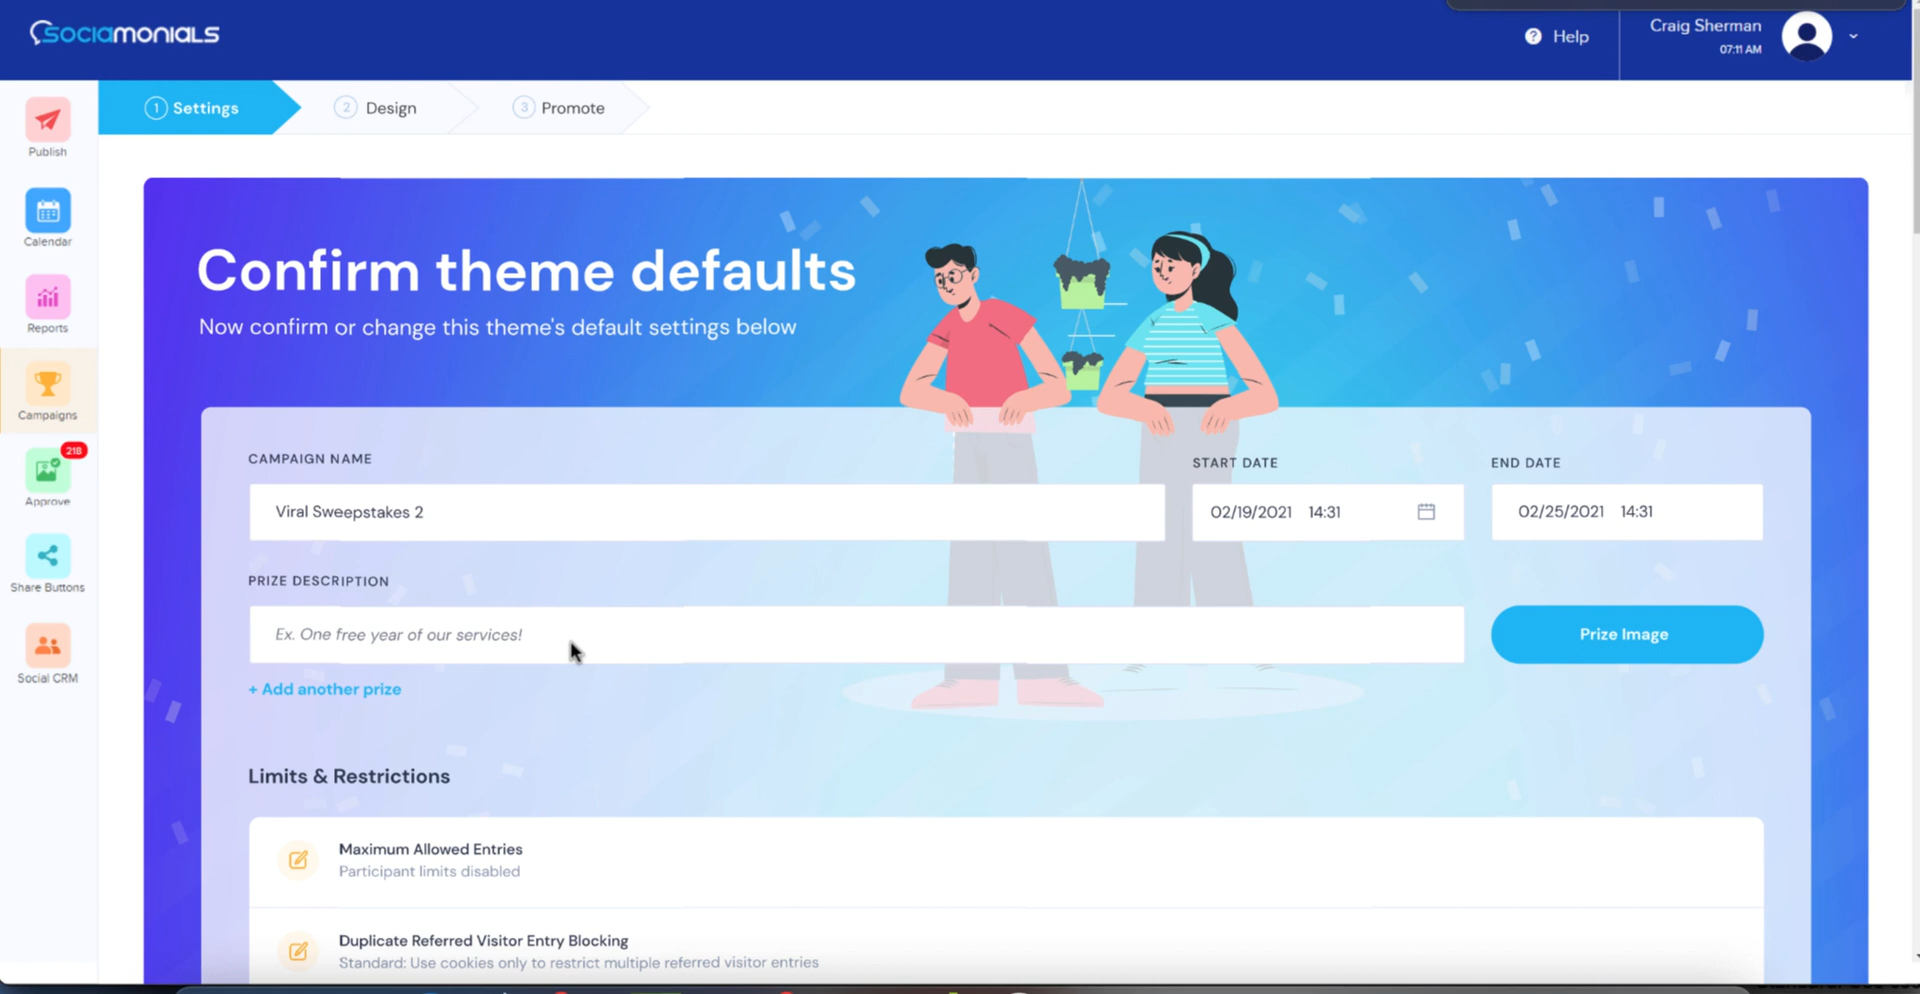 sociamonials
Help
Craig Sherman
07:11 AM
1 Settings
2 Design
3 Promote
Publish
Calendar
Reports
Campaigns
218
Approve
Share Buttons
Social CRM
Confirm theme defaults
Now confirm or change this theme's default settings below
CAMPAIGN NAME
START DATE
END DATE
Viral Sweepstakes 2
02/19/2021 14:31
02/25/2021 14:31
PRIZE DESCRIPTION
Ex. One free year of our services!
Prize Image
+ Add another prize
Limits & Restrictions
Maximum Allowed Entries
Participant limits disabled
Duplicate Referred Visitor Entry Blocking
Standard: Use cookies only to restrict multiple referred visitor entries